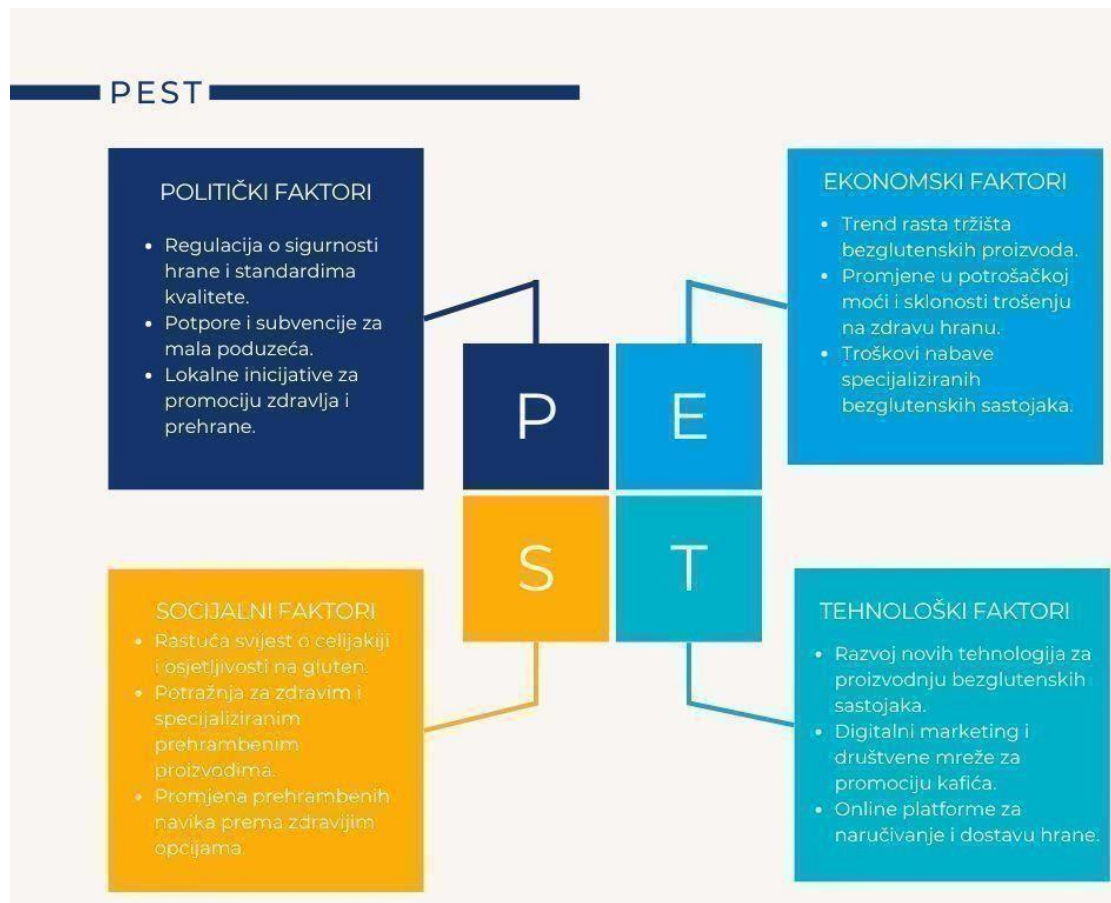 PEST
POLITIČKI FAKTORI
• Regulacija o sigurnosti
hrane i standardima
kvalitete.
• Potpore i subvencije za
mala poduzeća.
• Lokalne inicijative za
promociju zdravlja i
prehrane.
EKONOMSKI FAKTORI
• Trend rasta tržišta
bezglutenskih proizvoda.
• Promjene u potrošačkoj
moći i sklonosti trošenju
na zdravu hranu.
• Troškovi nabave
specijaliziranih
bezglutenskih sastojaka.
P
E
S
T
SOCIJALNI FAKTORI
• Rastuća svijest o celijakiji
i osjetljivosti na gluten.
• Potražnja za zdravim i
specijaliziranim
prehrambenim
proizvodima.
• Promjena prehrambenih
navika prema zdravijim
opcijama.
TEHNOLOŠKI FAKTORI
• Razvoj novih tehnologija za
proizvodnju bezglutenskih
sastojaka.
• Digitalni marketing i
društvene mreže za
promociju kafića.
• Online platforme za
naručivanje i dostavu hrane.